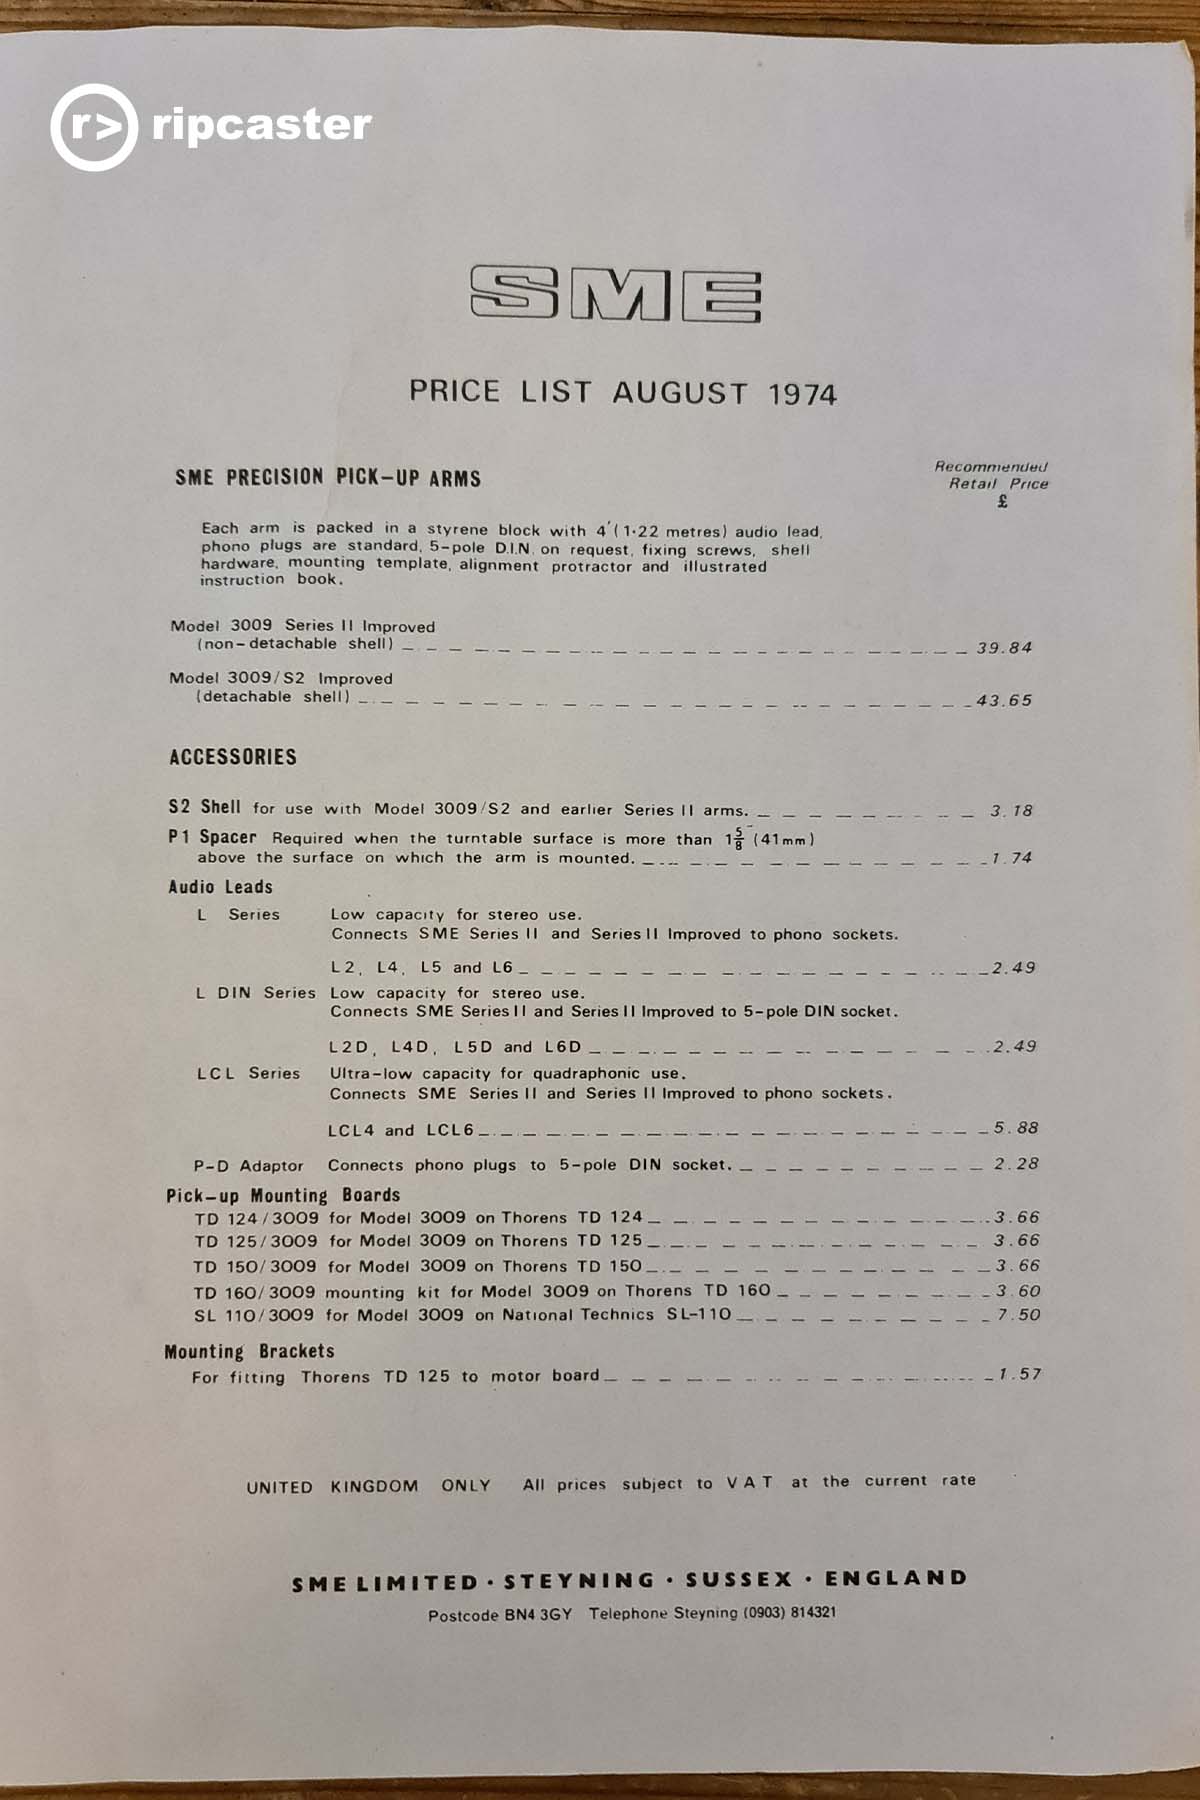 r> ripcaster
SME
PRICE LIST AUGUST 1974
SME PRECISION PICK-UP ARMS
Recommended
Retail Price
£
Each arm is packed in a styrene block with 4′ (1·22 metres) audio lead,
phono plugs are standard, 5-pole D.I.N. on request, fixing screws, shell
hardware, mounting template, alignment protractor and illustrated
instruction book.
Model 3009 Series II Improved
(non-detachable shell) 39.84
Model 3009/S2 Improved
(detachable shell) 43.65
ACCESSORIES
S2 Shell for use with Model 3009/S2 and earlier Series II arms. 3.18
P1 Spacer Required when the turntable surface is more than 1⅝″ (41mm)
above the surface on which the arm is mounted. 1.74
Audio Leads
L Series Low capacity for stereo use.
Connects SME Series II and Series II Improved to phono sockets.
L2, L4, L5 and L6 2.49
L DIN Series Low capacity for stereo use.
Connects SME Series II and Series II Improved to 5-pole DIN socket.
L2D, L4D, L5D and L6D 2.49
LCL Series Ultra-low capacity for quadraphonic use.
Connects SME Series II and Series II Improved to phono sockets.
LCL4 and LCL6 5.88
P-D Adaptor Connects phono plugs to 5-pole DIN socket. 2.28
Pick-up Mounting Boards
TD 124/3009 for Model 3009 on Thorens TD 124 3.66
TD 125/3009 for Model 3009 on Thorens TD 125 3.66
TD 150/3009 for Model 3009 on Thorens TD 150 3.66
TD 160/3009 mounting kit for Model 3009 on Thorens TD 160 3.60
SL 110/3009 for Model 3009 on National Technics SL-110 7.50
Mounting Brackets
For fitting Thorens TD 125 to motor board 1.57
UNITED KINGDOM ONLY All prices subject to VAT at the current rate
SME LIMITED · STEYNING · SUSSEX · ENGLAND
Postcode BN4 3GY Telephone Steyning (0903) 814321